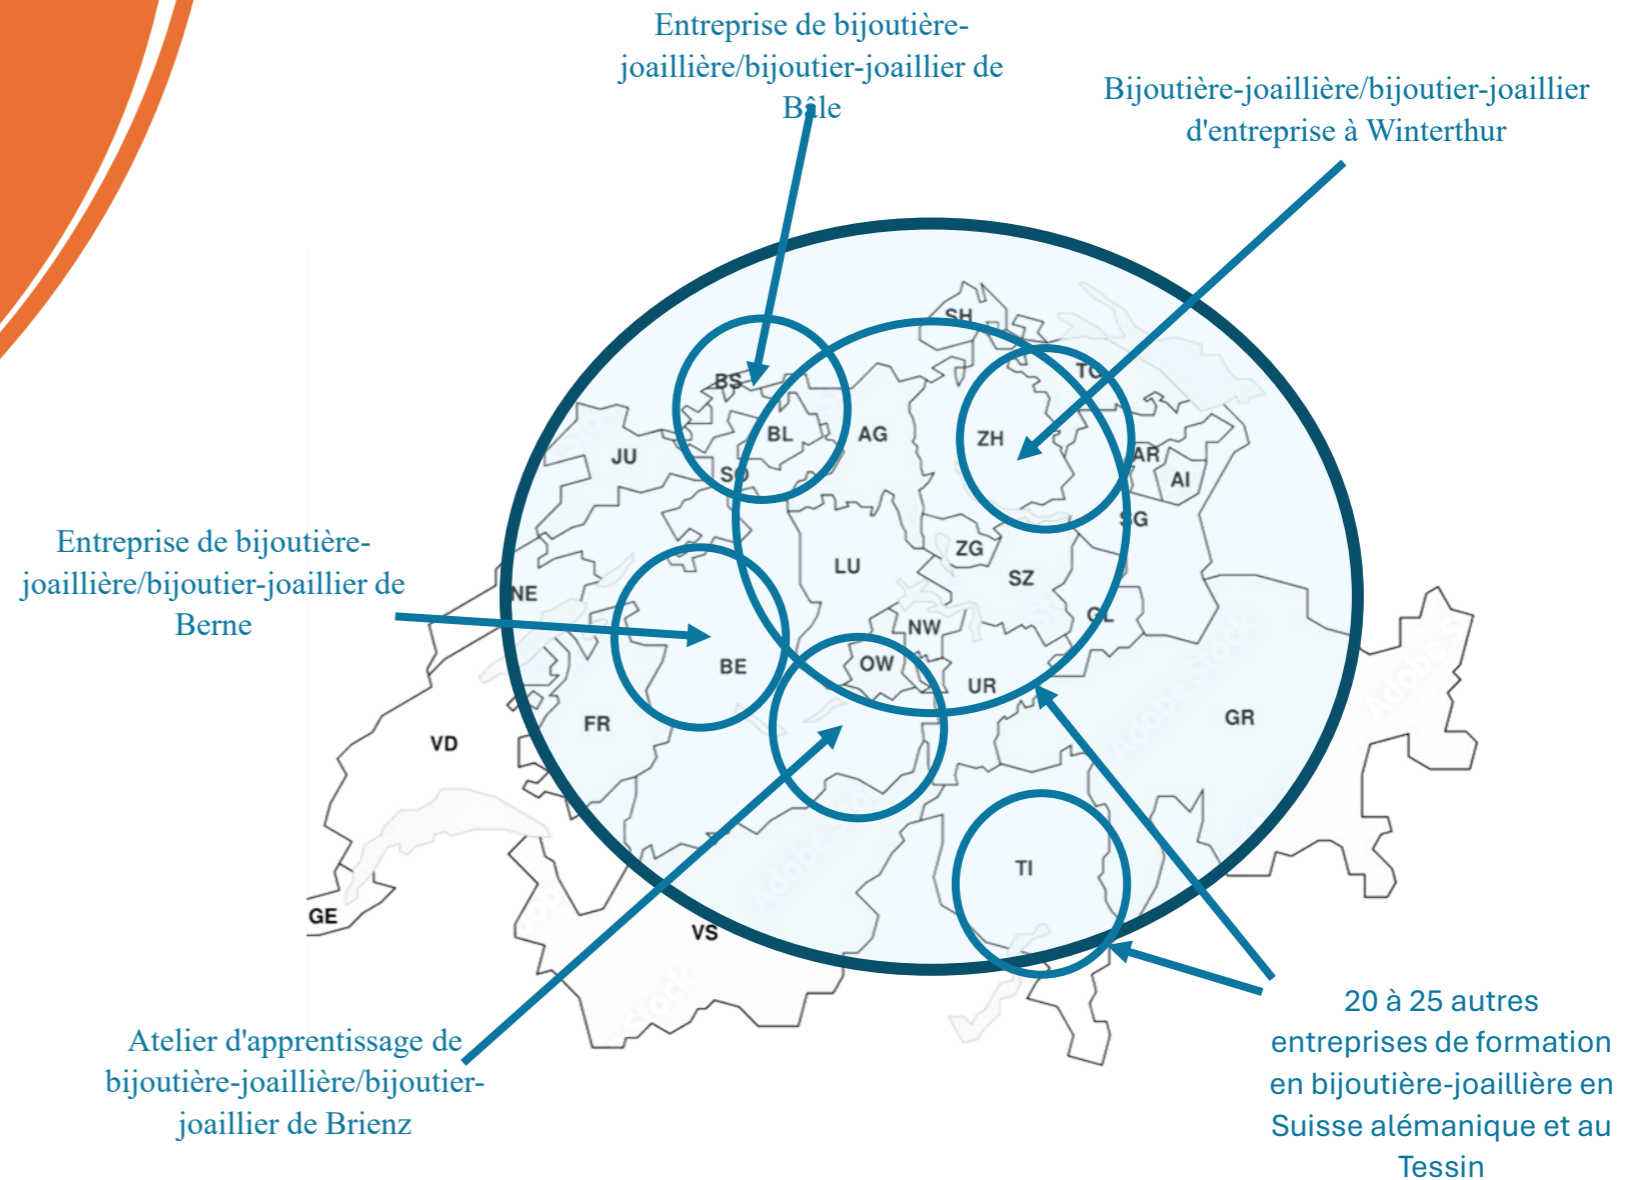 Entreprise de bijoutière-
joaillière/bijoutier-joaillier de
Bâle
Bijoutière-joaillière/bijoutier-joaillier
d'entreprise à Winterthur
SH
BS
TG
BL
AG
ZH
JU
SO
AR
AI
SG
Entreprise de bijoutière-
joaillière/bijoutier-joaillier de
Berne
ZG
LU
SZ
NE
GL
NW
BE
OW
UR
FR
GR
VD
Adobe Stock
TI
GE
VS
Stock
20 à 25 autres
entreprises de formation
en bijoutière-joaillière en
Suisse alémanique et au
Tessin
Atelier d'apprentissage de
bijoutière-joaillière/bijoutier-
joaillier de Brienz